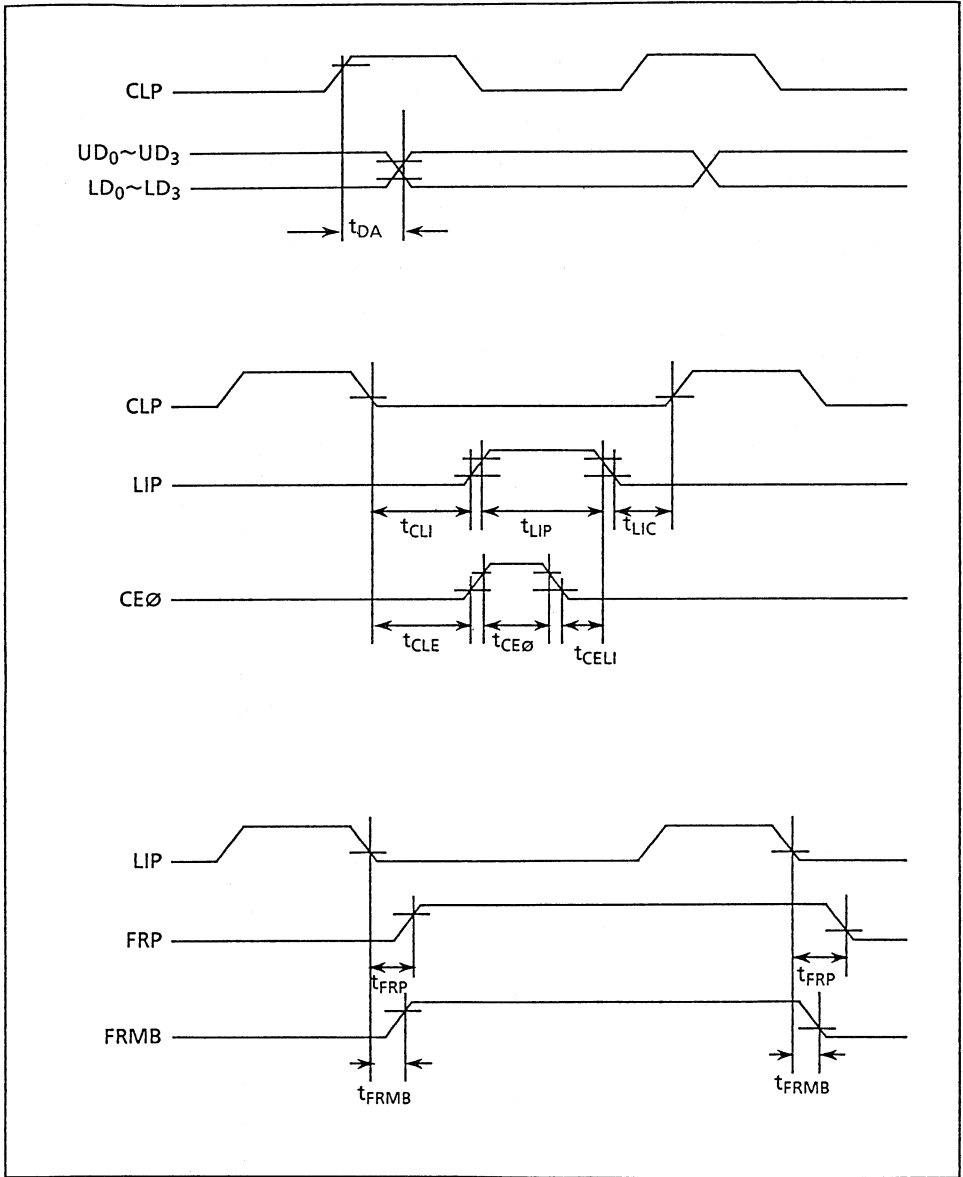 CLP
UD0~UD3
LD0~LD3
tDA
CLP
LIP
tCLI tLIP tLIC
CEØ
tCLE tCEØ tCELI
LIP
FRP
tFRP tFRP
FRMB
tFRMB tFRMB